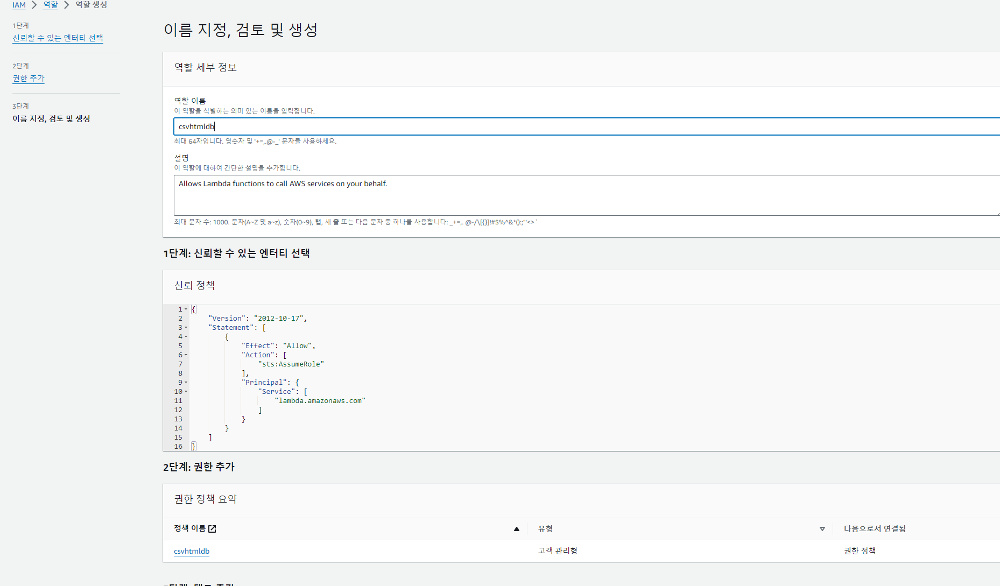 IAM > 역할 > 역할 생성
1단계
신뢰할 수 있는 엔터티 선택
2단계
권한 추가
3단계
이름 지정, 검토 및 생성
이름 지정, 검토 및 생성
역할 세부 정보
역할 이름
이 역할을 식별하는 의미 있는 이름을 입력합니다.
csvhtmldb
최대 64자입니다. 영숫자 및 '+=,.@-_' 문자를 사용하세요.
설명
이 역할에 대하여 간단한 설명을 추가합니다.
Allows Lambda functions to call AWS services on your behalf.
최대 문자 수: 1000. 문자(A~Z 및 a~z), 숫자(0~9), 탭, 새 줄 또는 다음 문자 중 하나를 사용합니다: _+=,. @-/\[{}]!#$%^&*();:"'<>`
1단계: 신뢰할 수 있는 엔터티 선택
신뢰 정책
1 {
2 "Version": "2012-10-17",
3 "Statement": [
4 {
5 "Effect": "Allow",
6 "Action": [
7 "sts:AssumeRole"
8 ],
9 "Principal": {
10 "Service": [
11 "lambda.amazonaws.com"
12 ]
13 }
14 }
15 ]
16 }
2단계: 권한 추가
권한 정책 요약
정책 이름 유형 다음으로서 연결됨
csvhtmldb 고객 관리형 권한 정책